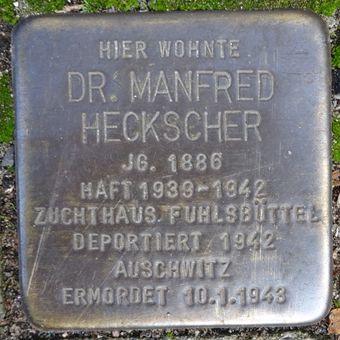 HIER WOHNTE
DR. MANFRED
HECKSCHER
JG. 1886
HAFT 1939-1942
ZUCHTHAUS FUHLSBÜTTEL
DEPORTIERT 1942
AUSCHWITZ
ERMORDET 10.1.1943